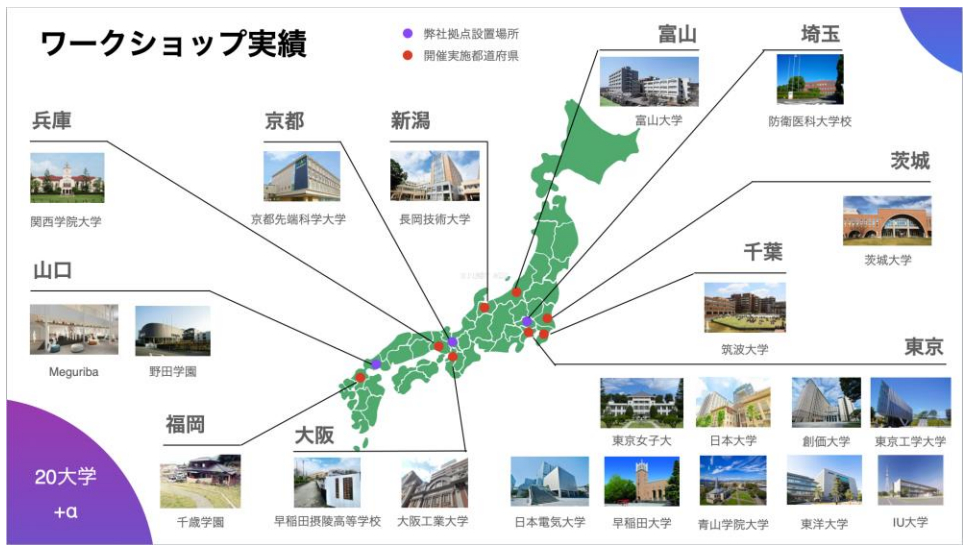 ワークショップ実績
弊社拠点設置場所
開催実施都道府県
富山
富山大学
埼玉
防衛医科大学校
兵庫
関西学院大学
京都
京都先端科学大学
新潟
長岡技術大学
茨城
茨城大学
山口
Meguriba
野田学園
千葉
筑波大学
東京
東京女子大
日本大学
創価大学
東京工学大学
日本電気大学
早稲田大学
青山学院大学
東洋大学
IU大学
福岡
千歳学園
大阪
早稲田摂陵高等学校
大阪工業大学
20大学
+α